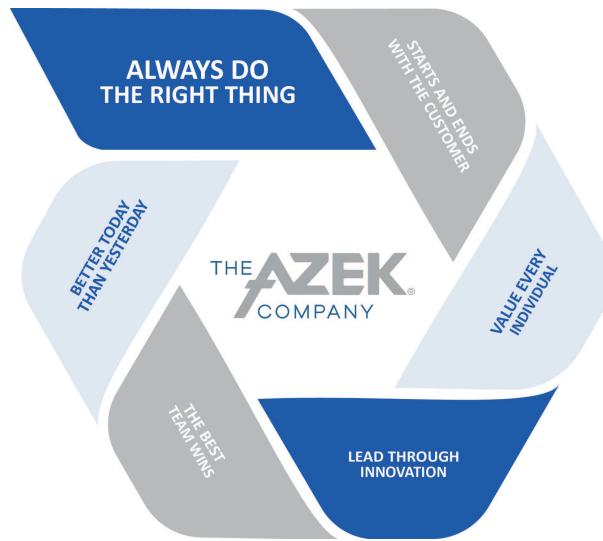 ALWAYS DO
THE RIGHT THING
STARTS AND ENDS
WITH THE CUSTOMER
VALUE EVERY
INDIVIDUAL
LEAD THROUGH
INNOVATION
THE BEST
TEAM WINS
BETTER TODAY
THAN YESTERDAY
THE AZEK®
COMPANY